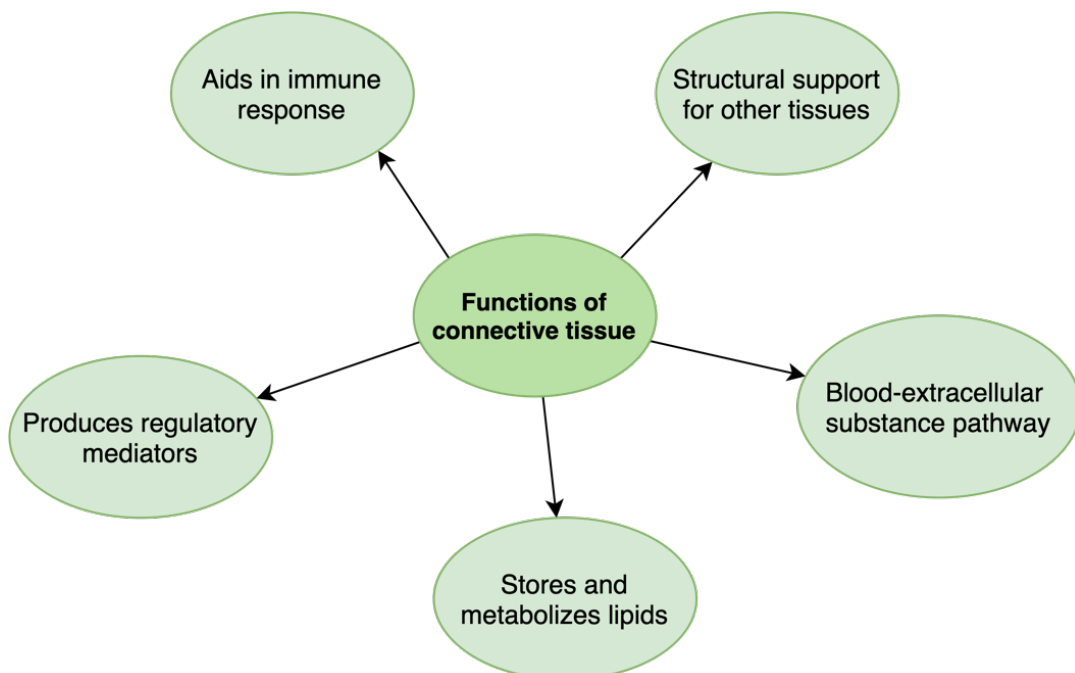 Aids in immune
response
Structural support
for other tissues
Functions of
connective tissue
Blood-extracellular
substance pathway
Produces regulatory
mediators
Stores and
metabolizes lipids